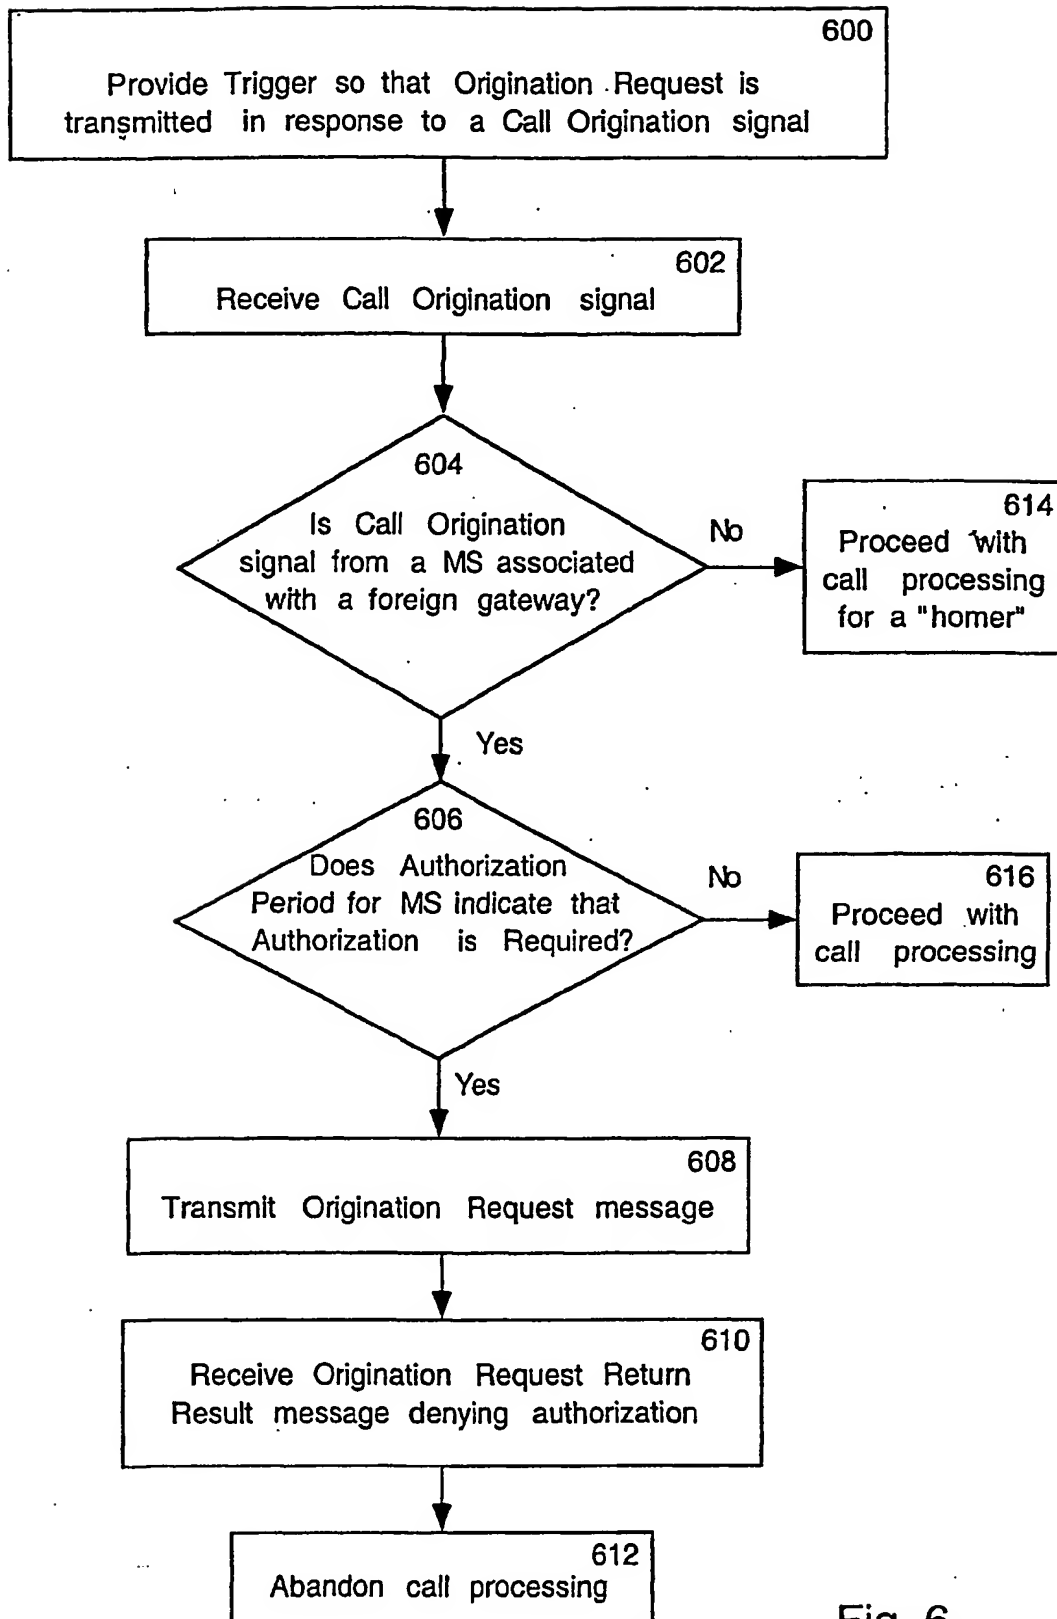 600
Provide Trigger so that Origination Request is
transmitted in response to a Call Origination signal
602
Receive Call Origination signal
604
Is Call Origination
signal from a MS associated
with a foreign gateway?
No
614
Proceed with
call processing
for a "homer"
Yes
606
Does Authorization
Period for MS indicate that
Authorization is Required?
No
616
Proceed with
call processing
Yes
608
Transmit Origination Request message
610
Receive Origination Request Return
Result message denying authorization
612
Abandon call processing
Fig. 6